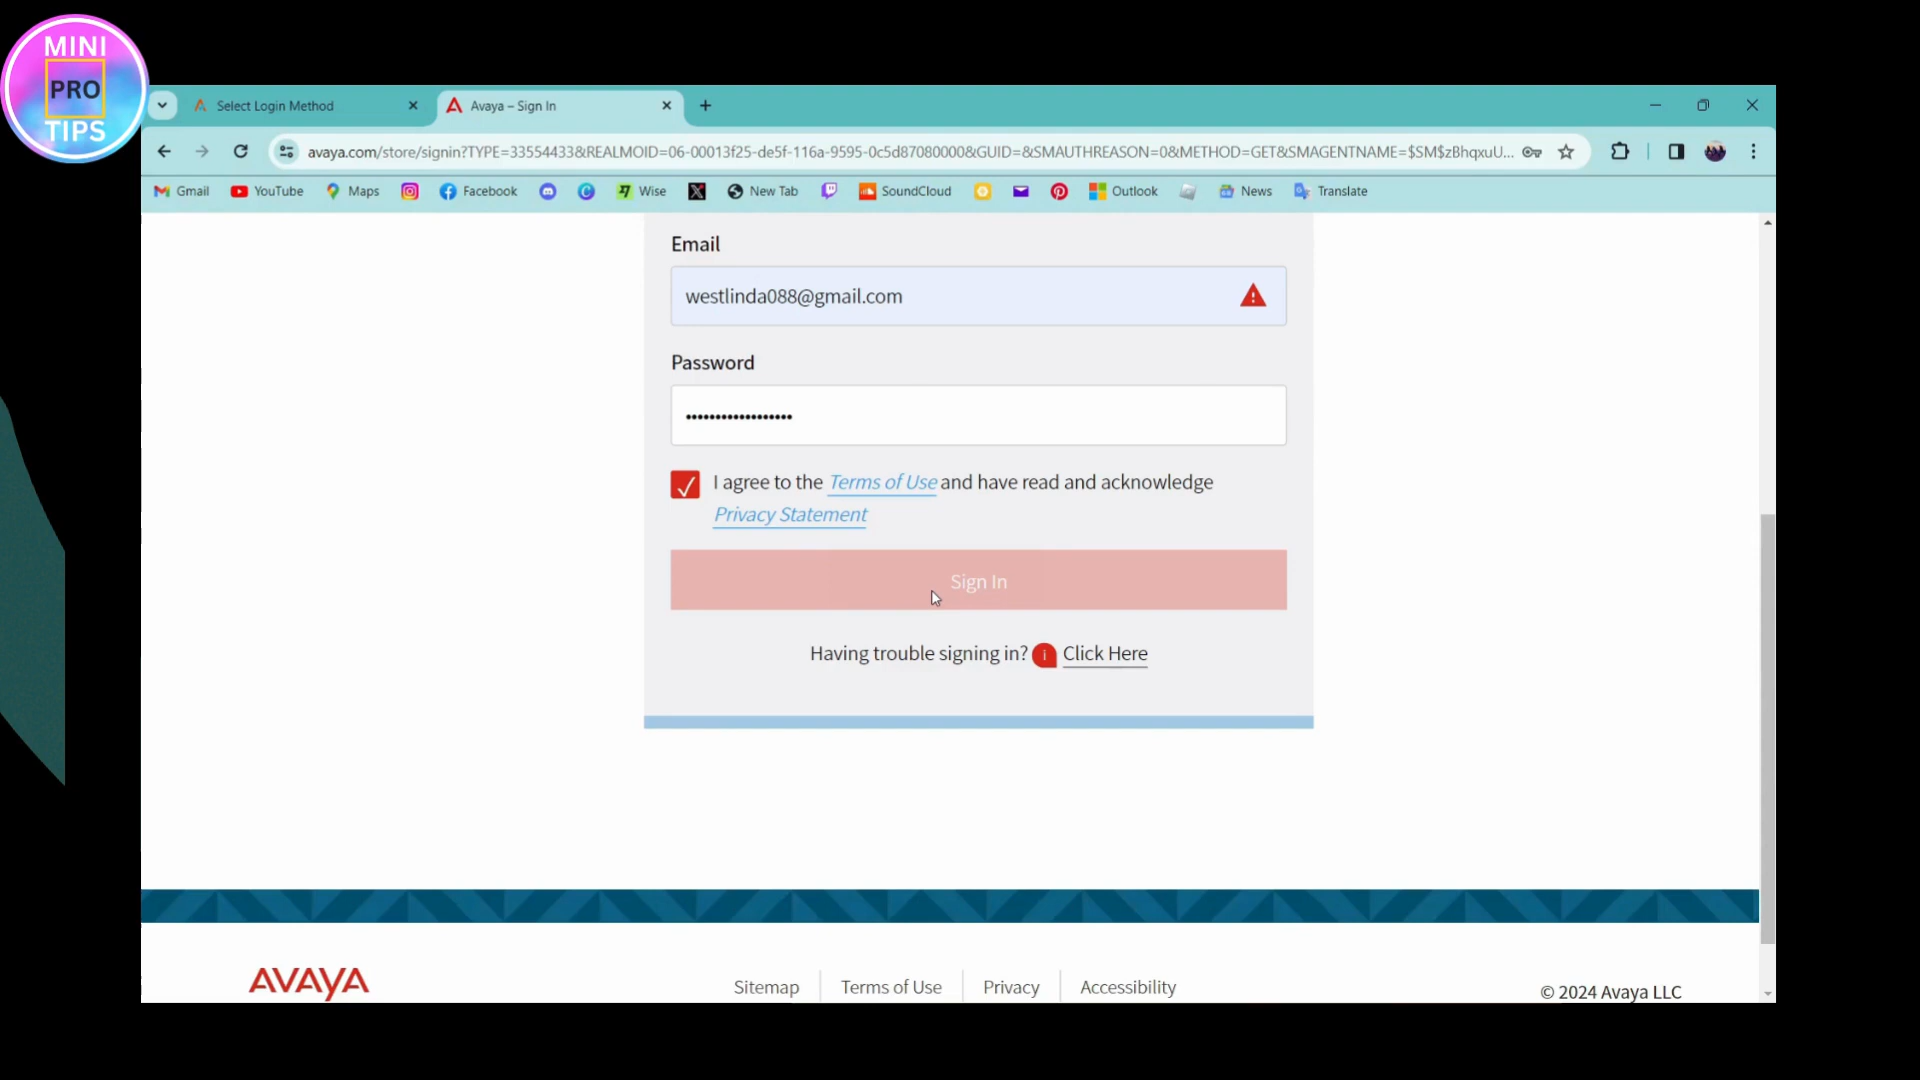 MINI
PRO
TIPS
Select Login Method
Avaya – Sign In
avaya.com/store/signin?TYPE=33554433&REALMOID=06-00013f25-de5f-116a-9595-0c5d87080000&GUID=&SMAUTHREASON=0&METHOD=GET&SMAGENTNAME=$SM$zBhqxuU...
Gmail YouTube Maps Facebook Wise New Tab SoundCloud Outlook News Translate
Email
westlinda088@gmail.com
Password
I agree to the Terms of Use and have read and acknowledge
Privacy Statement
Sign In
Having trouble signing in? i Click Here
AVAYA
Sitemap Terms of Use Privacy Accessibility
© 2024 Avaya LLC